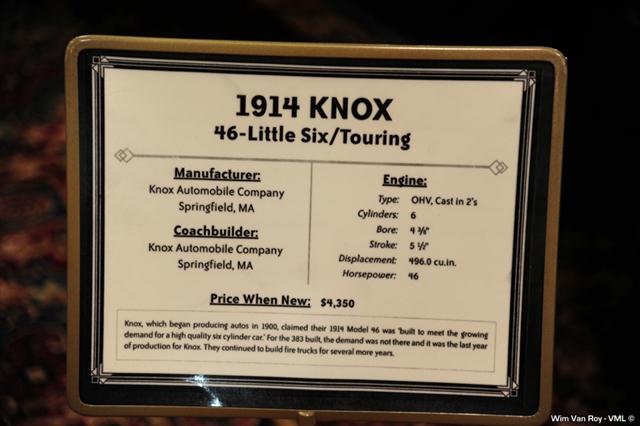 1914 KNOX
46-Little Six/Touring
Manufacturer:
Knox Automobile Company
Springfield, MA
Coachbuilder:
Knox Automobile Company
Springfield, MA
Engine:
Type: OHV, Cast in 2's
Cylinders: 6
Bore: 4 ⅜"
Stroke: 5 ½"
Displacement: 496.0 cu.in.
Horsepower: 46
Price When New: $4,350
Knox, which began producing autos in 1900, claimed their 1914 Model 46 was 'built to meet the growing
demand for a high quality six cylinder car.' For the 383 built, the demand was not there and it was the last year
of production for Knox. They continued to build fire trucks for several more years.
Wim Van Roy - VML ©